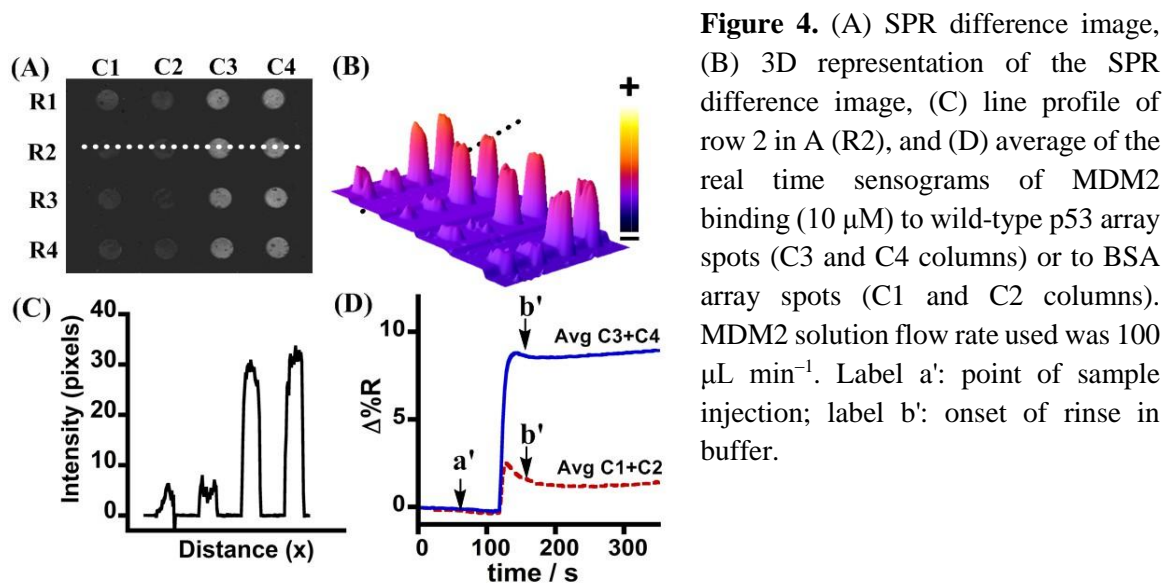 (A)
C1 C2 C3 C4
R1
R2
R3
R4
(B)
+
−
(C)
Intensity (pixels)
40
30
20
10
0
Distance (x)
(D)
Δ%R
10
5
0
a'
b'
Avg C3+C4
b'
Avg C1+C2
0 100 200 300
time / s
Figure 4. (A) SPR difference image,
(B) 3D representation of the SPR
difference image, (C) line profile of
row 2 in A (R2), and (D) average of the
real time sensograms of MDM2
binding (10 μM) to wild-type p53 array
spots (C3 and C4 columns) or to BSA
array spots (C1 and C2 columns).
MDM2 solution flow rate used was 100
μL min⁻¹. Label a': point of sample
injection; label b': onset of rinse in
buffer.